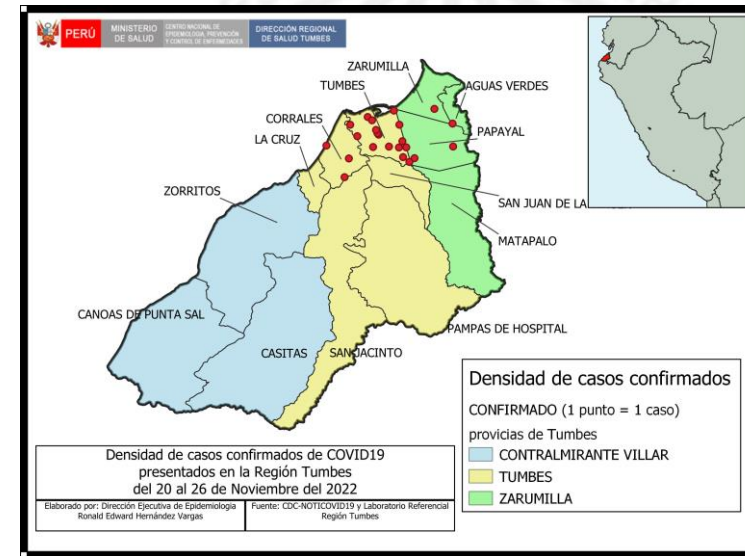 PERÚ
MINISTERIO
DE SALUD
CENTRO NACIONAL DE
EPIDEMIOLOGÍA, PREVENCIÓN
Y CONTROL DE ENFERMEDADES
DIRECCIÓN REGIONAL
DE SALUD TUMBES
ZARUMILLA
TUMBES
AGUAS VERDES
CORRALES
PAPAYAL
LA CRUZ
ZORRITOS
SAN JUAN DE LA
MATAPALO
CANOAS DE PUNTA SAL
PAMPAS DE HOSPITAL
CASITAS
SAN JACINTO
Densidad de casos confirmados
CONFIRMADO (1 punto = 1 caso)
provicias de Tumbes
CONTRALMIRANTE VILLAR
TUMBES
ZARUMILLA
Densidad de casos confirmados de COVID19
presentados en la Región Tumbes
del 20 al 26 de Noviembre del 2022
Elaborado por: Dirección Ejecutiva de Epidemiologia
Ronald Edward Hernández Vargas
Fuente: CDC-NOTICOVID19 y Laboratorio Referencial
Región Tumbes